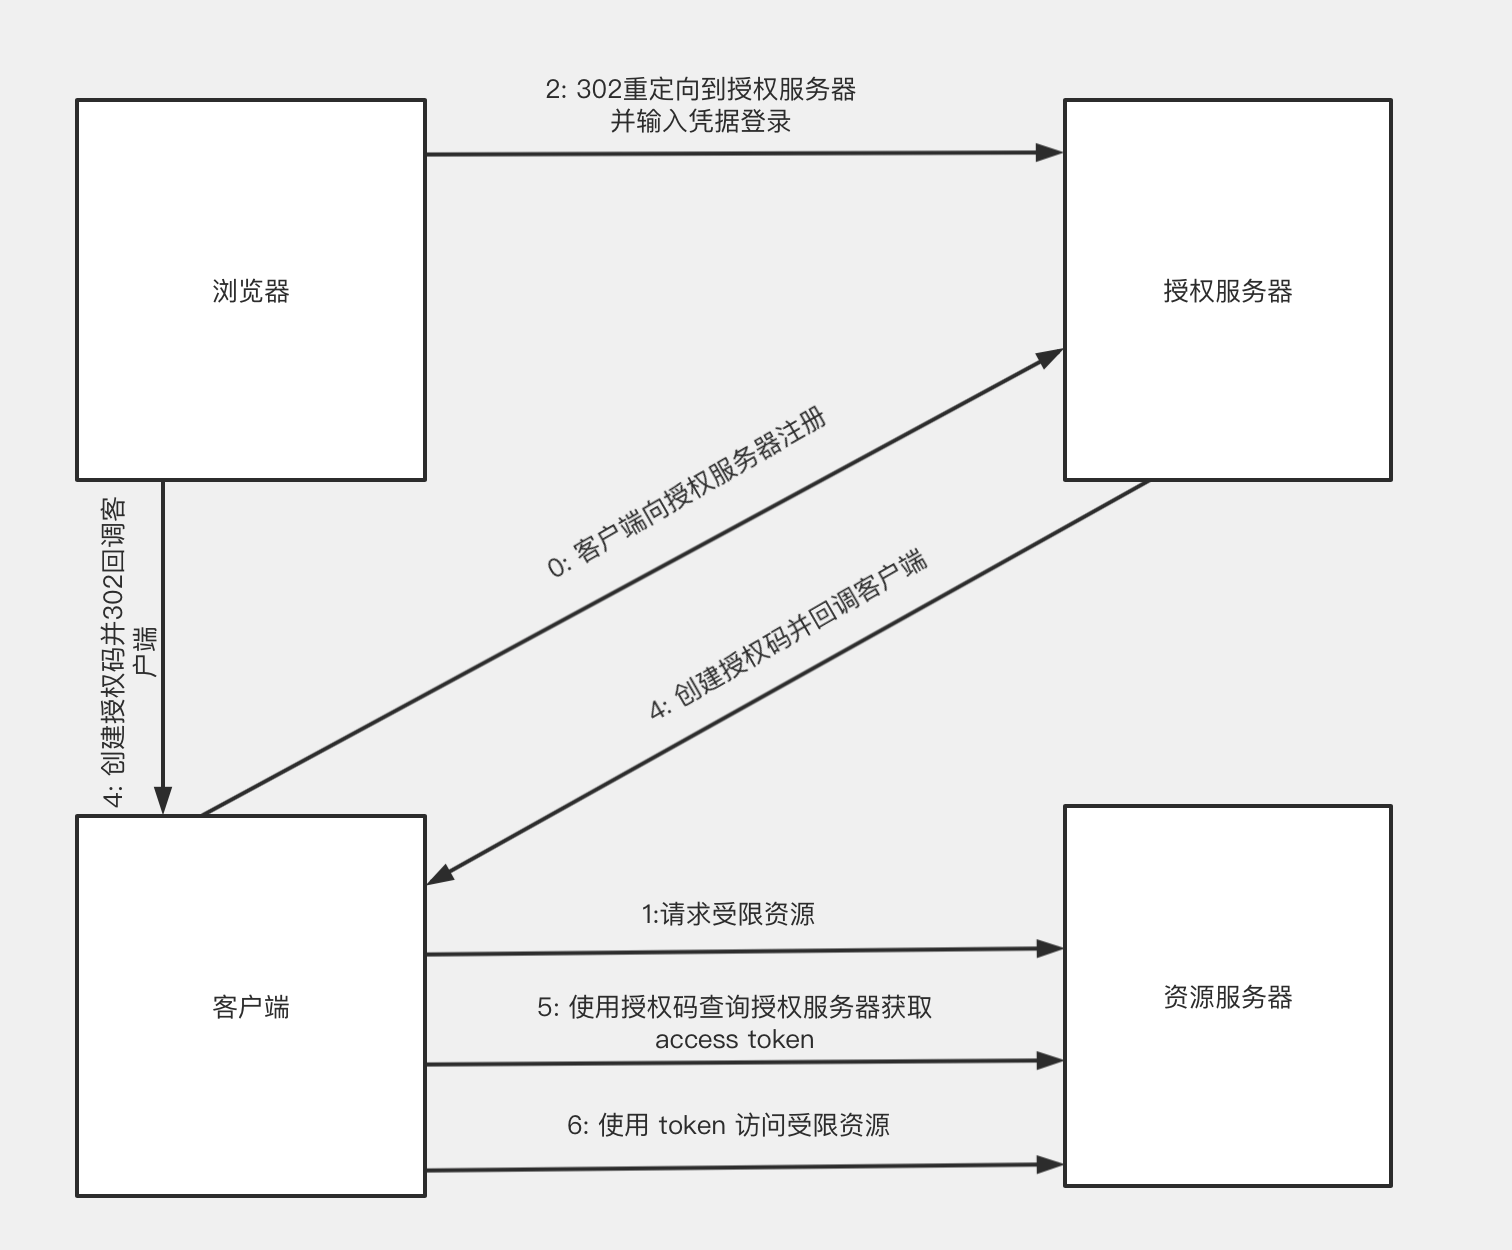 2: 302重定向到授权服务器
并输入凭据登录
浏览器
授权服务器
0: 客户端向授权服务器注册
4: 创建授权码并302回调客
户端
4: 创建授权码并回调客户端
1:请求受限资源
客户端
资源服务器
5: 使用授权码查询授权服务器获取
access token
6: 使用 token 访问受限资源